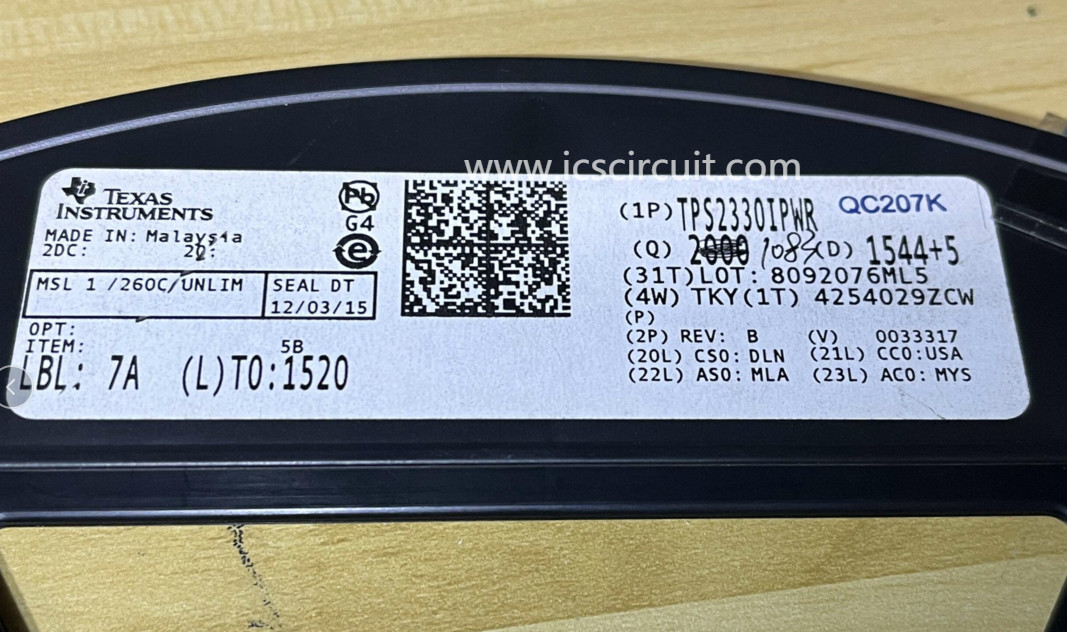 www.icscircuit.com
TEXAS
INSTRUMENTS
MADE IN: Malaysia
2DC: 2Q:
MSL 1 /260C/UNLIM
SEAL DT
12/03/15
OPT:
ITEM: 5B
LBL: 7A (L)TO:1520
Pb
G4
e
(1P)TPS2330IPWR QC207K
(Q) 2000 (D) 1544+5
(31T)LOT: 8092076ML5
(4W) TKY(1T) 4254029ZCW
(P)
(2P) REV: B (V) 0033317
(20L) CSO: DLN (21L) CCO:USA
(22L) ASO: MLA (23L) ACO: MYS